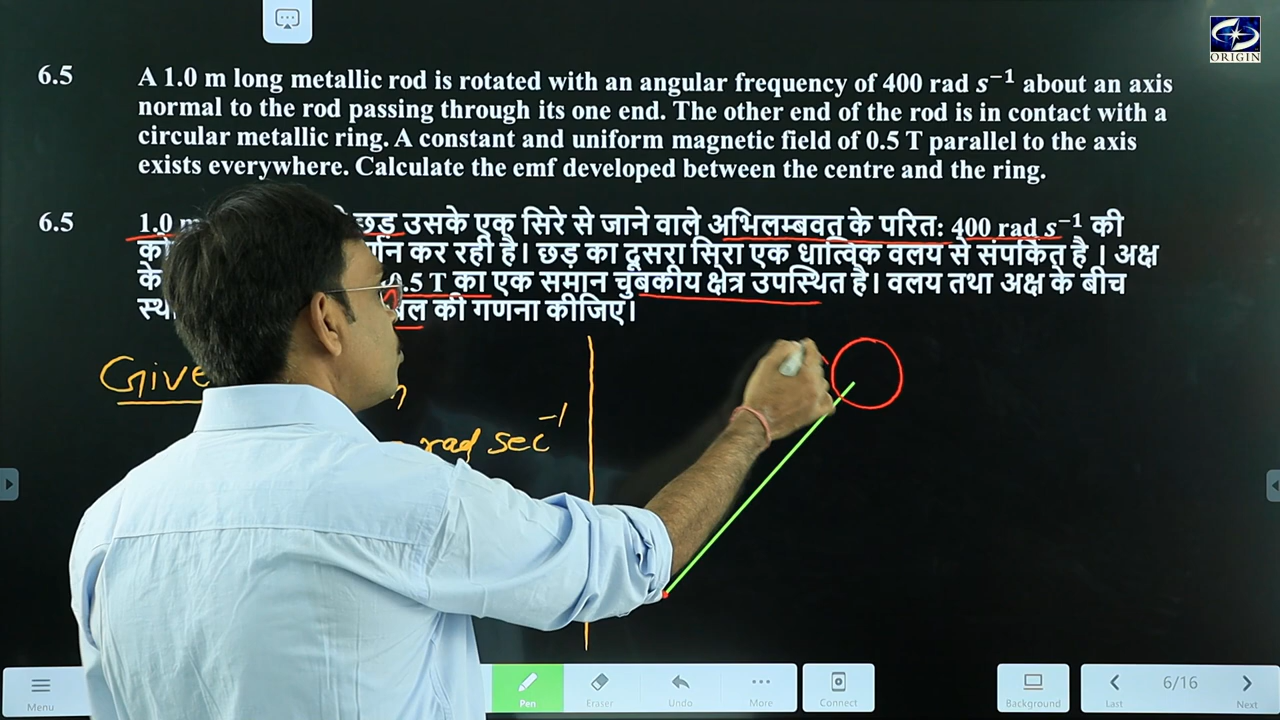 ORIGIN
6.5 A 1.0 m long metallic rod is rotated with an angular frequency of 400 rad s⁻¹ about an axis
normal to the rod passing through its one end. The other end of the rod is in contact with a
circular metallic ring. A constant and uniform magnetic field of 0.5 T parallel to the axis
exists everywhere. Calculate the emf developed between the centre and the ring.
6.5 1.0 छड़ उसके एक सिरे से जाने वाले अभिलम्बवत के परित: 400 rad s⁻¹ की
कर रही है। छड़ का दूसरा सिरा एक धात्विक वलय से संपर्कित है । अक्ष
के .5 T का एक समान चुंबकीय क्षेत्र उपस्थित है। वलय तथा अक्ष के बीच
की गणना कीजिए।
Give
rad sec⁻¹
Menu
Pen
Eraser
Undo
More
Connect
Background
Last
6/16
Next